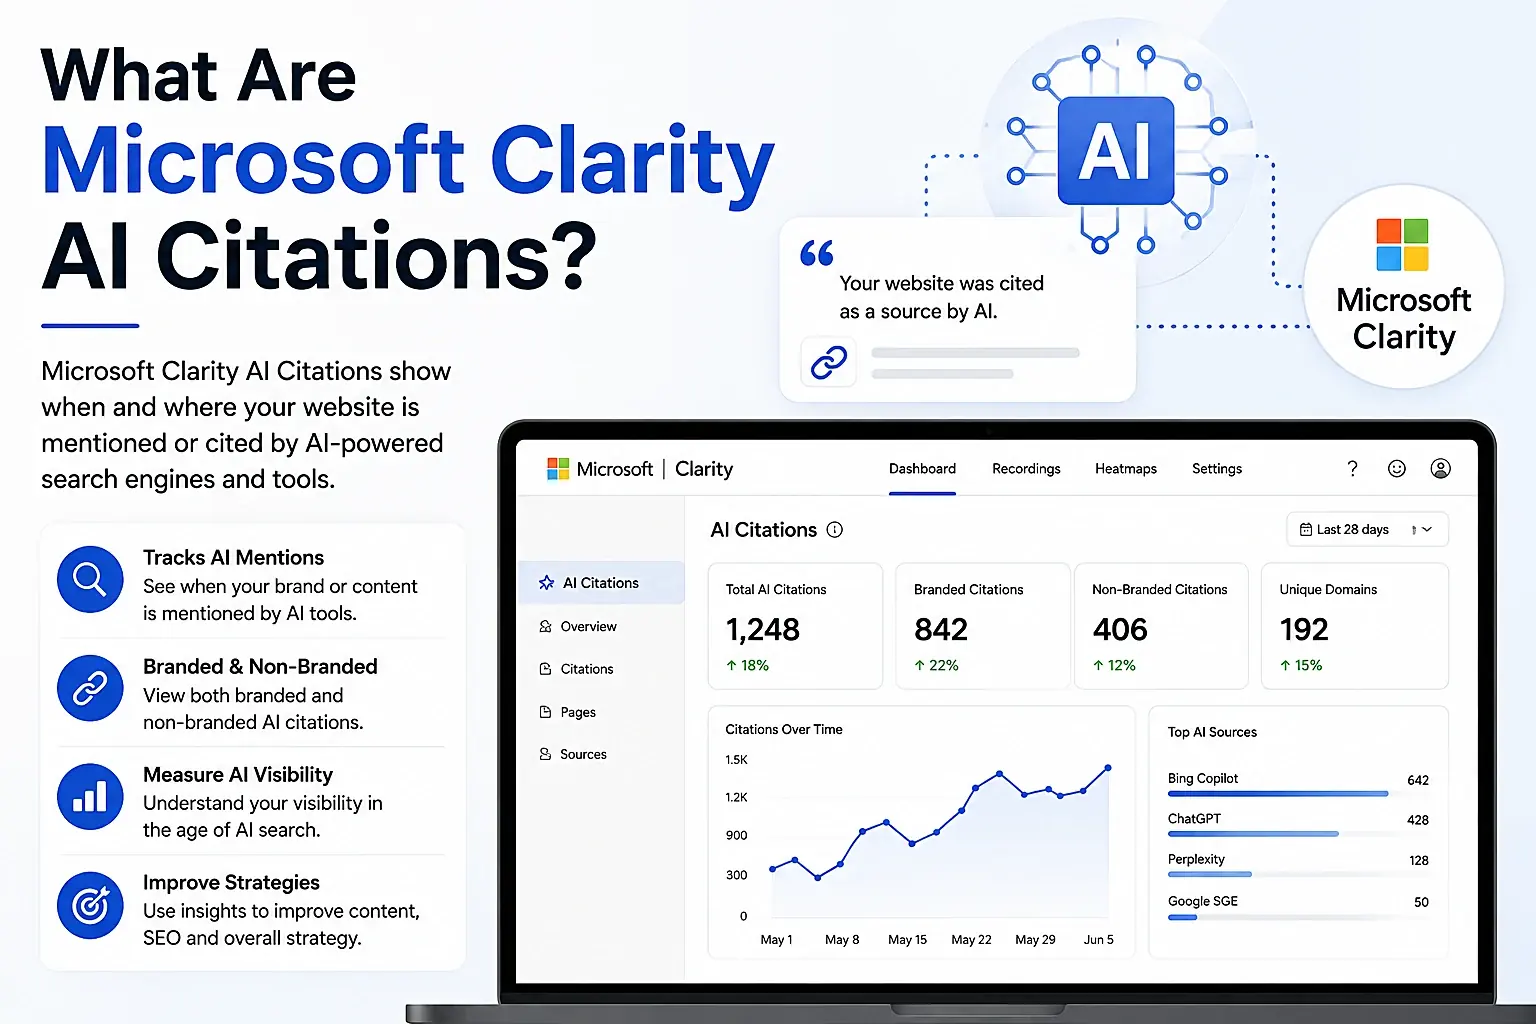 What Are
Microsoft Clarity
AI Citations?
Microsoft Clarity AI Citations show
when and where your website is
mentioned or cited by AI-powered
search engines and tools.
Tracks AI Mentions
See when your brand or content
is mentioned by AI tools.
Branded & Non-Branded
View both branded and
non-branded AI citations.
Measure AI Visibility
Understand your visibility in
the age of AI search.
Improve Strategies
Use insights to improve content,
SEO and overall strategy.
AI
“
Your website was cited
as a source by AI.
Microsoft
Clarity
Microsoft | Clarity
Dashboard
Recordings
Heatmaps
Settings
?
AI Citations
Last 28 days
AI Citations
Overview
Citations
Pages
Sources
Total AI Citations
1,248
↑ 18%
Branded Citations
842
↑ 22%
Non-Branded Citations
406
↑ 12%
Unique Domains
192
↑ 15%
Citations Over Time
1.5K
1.2K
900
300
0
May 1
May 8
May 15
May 22
May 29
Jun 5
Top AI Sources
Bing Copilot 642
ChatGPT 428
Perplexity 128
Google SGE 50